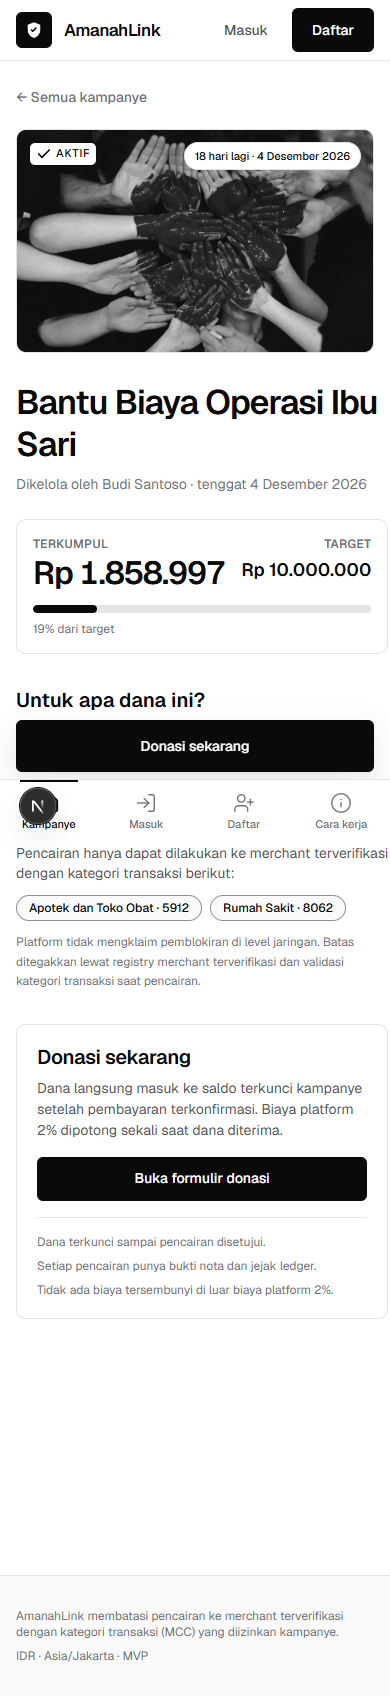 AmanahLink
Masuk
Daftar
← Semua kampanye
AKTIF
18 hari lagi · 4 Desember 2026
Bantu Biaya Operasi Ibu
Sari
Dikelola oleh Budi Santoso · tenggat 4 Desember 2026
TERKUMPUL
TARGET
Rp 1.858.997
Rp 10.000.000
19% dari target
Untuk apa dana ini?
Donasi sekarang
N
Kampanye
Masuk
Daftar
Cara kerja
Pencairan hanya dapat dilakukan ke merchant terverifikasi
dengan kategori transaksi berikut:
Apotek dan Toko Obat · 5912
Rumah Sakit · 8062
Platform tidak mengklaim pemblokiran di level jaringan. Batas
ditegakkan lewat registry merchant terverifikasi dan validasi
kategori transaksi saat pencairan.
Donasi sekarang
Dana langsung masuk ke saldo terkunci kampanye
setelah pembayaran terkonfirmasi. Biaya platform
2% dipotong sekali saat dana diterima.
Buka formulir donasi
Dana terkunci sampai pencairan disetujui.
Setiap pencairan punya bukti nota dan jejak ledger.
Tidak ada biaya tersembunyi di luar biaya platform 2%.
AmanahLink membatasi pencairan ke merchant terverifikasi
dengan kategori transaksi (MCC) yang diizinkan kampanye.
IDR · Asia/Jakarta · MVP